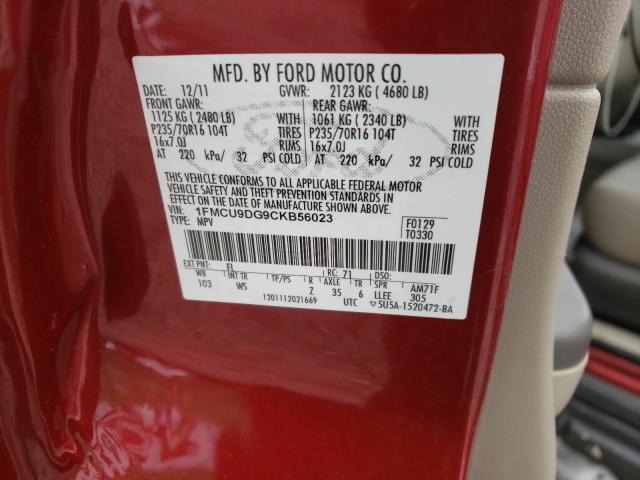 MFD. BY FORD MOTOR CO.
DATE: 12/11 GVWR: 2123 KG ( 4680 LB)
FRONT GAWR: REAR GAWR:
1125 KG ( 2480 LB) WITH 1061 KG ( 2340 LB) WITH
P235/70R16 104T TIRES P235/70R16 104T TIRES
16x7.0J RIMS 16x7.0J RIMS
AT 220 kPa/ 32 PSI COLD AT 220 kPa/ 32 PSI COLD
THIS VEHICLE CONFORMS TO ALL APPLICABLE FEDERAL MOTOR
VEHICLE SAFETY AND THEFT PREVENTION STANDARDS IN
EFFECT ON THE DATE OF MANUFACTURE SHOWN ABOVE.
VIN: 1FMCU9DG9CKB56023 F0129
TYPE: MPV T0330
EXT PNT: EL RC: 71 DSO:
WB INT TR TP/PS R AXLE TR SPR AM71F
103 WS Z 35 6 LLEE 305
1201112021669 UTC ▽5U5A-1520472-BA